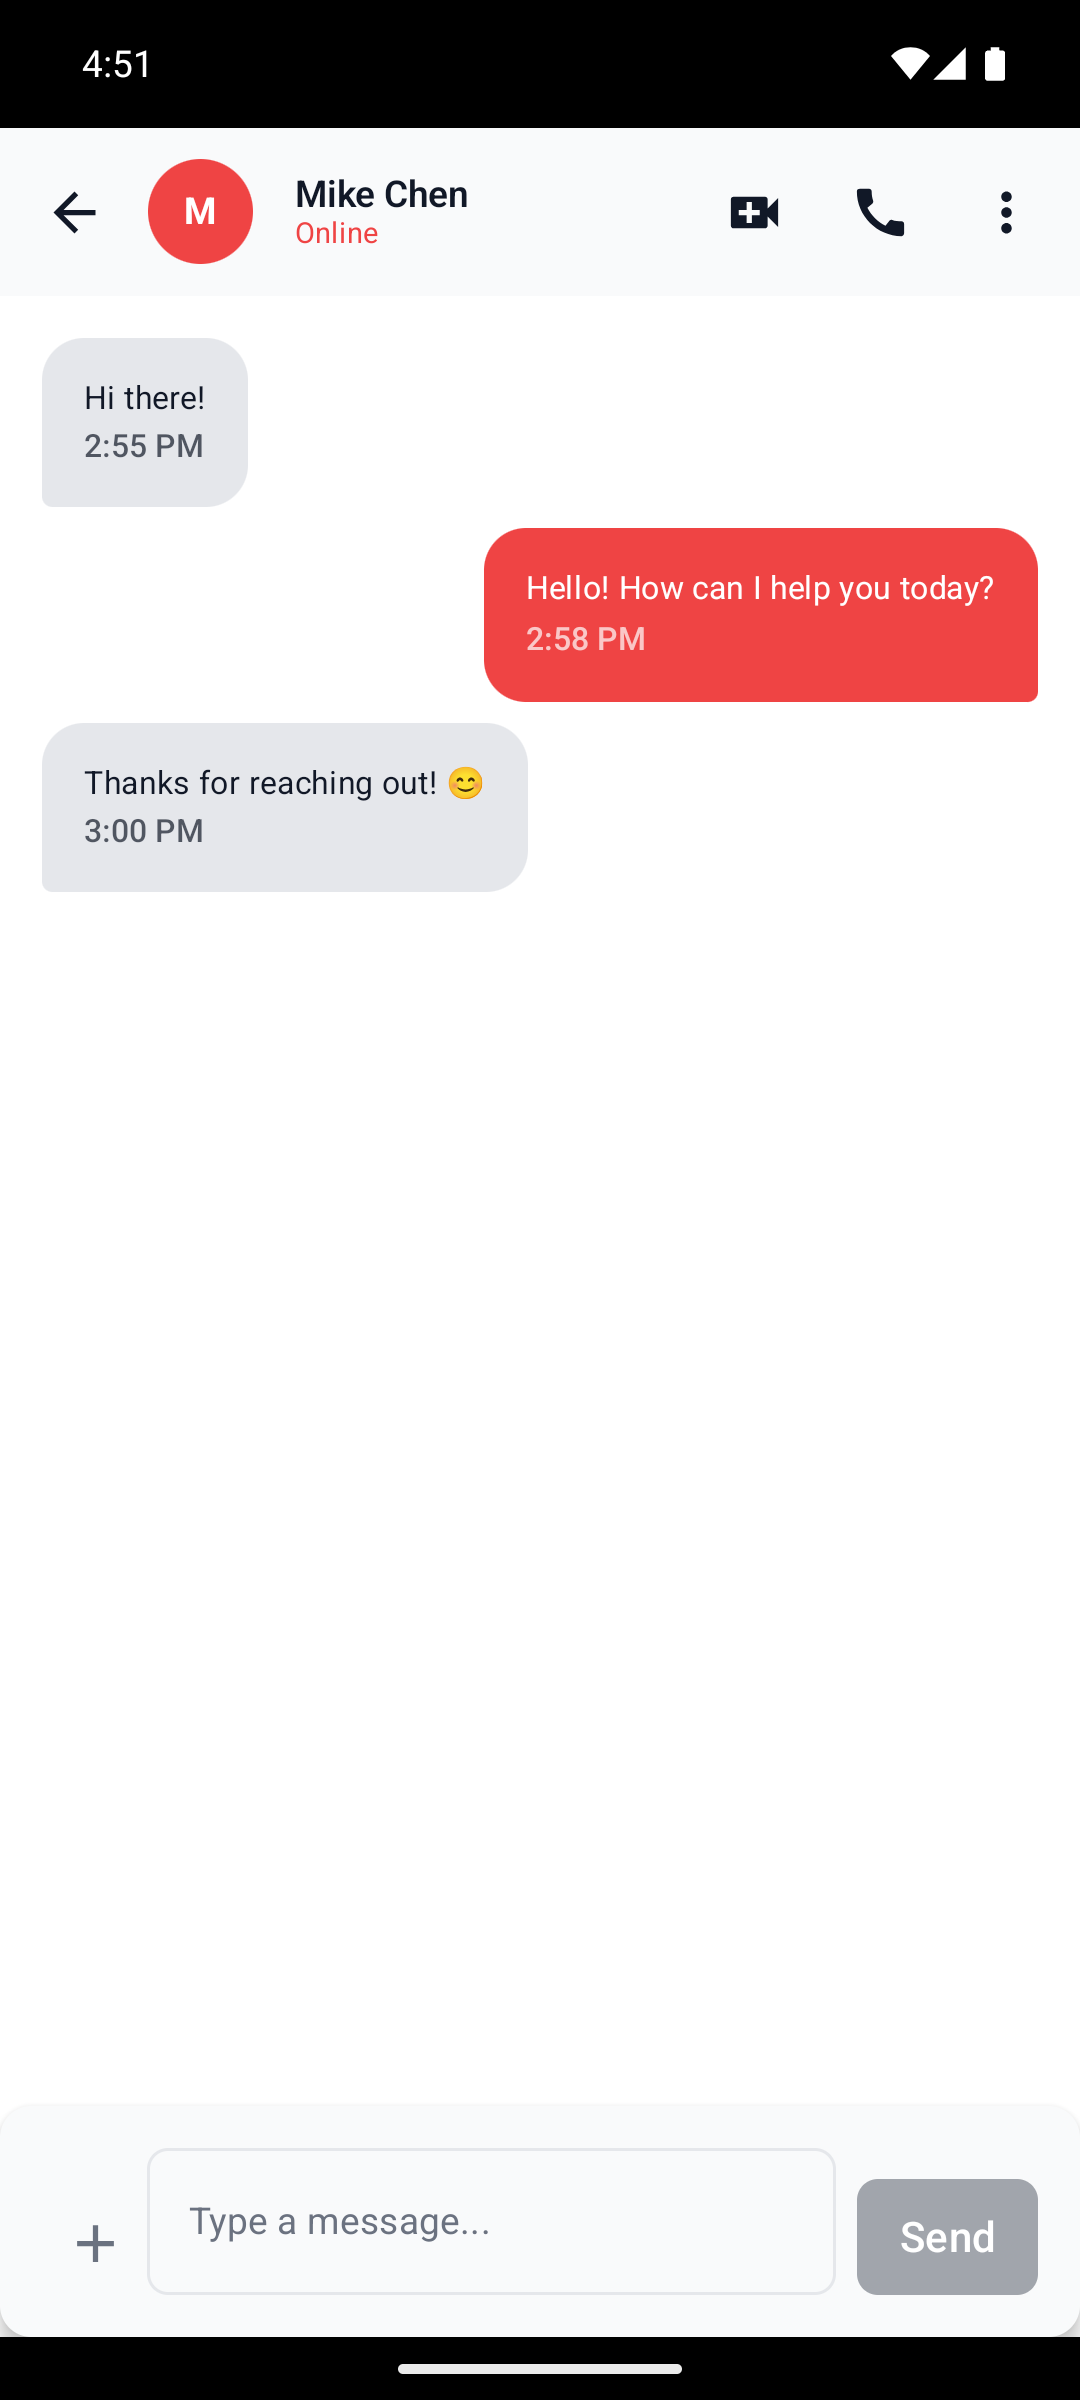 4:51
M
Mike Chen
Online
Hi there!
2:55 PM
Hello! How can I help you today?
2:58 PM
Thanks for reaching out! 😊
3:00 PM
Type a message...
Send